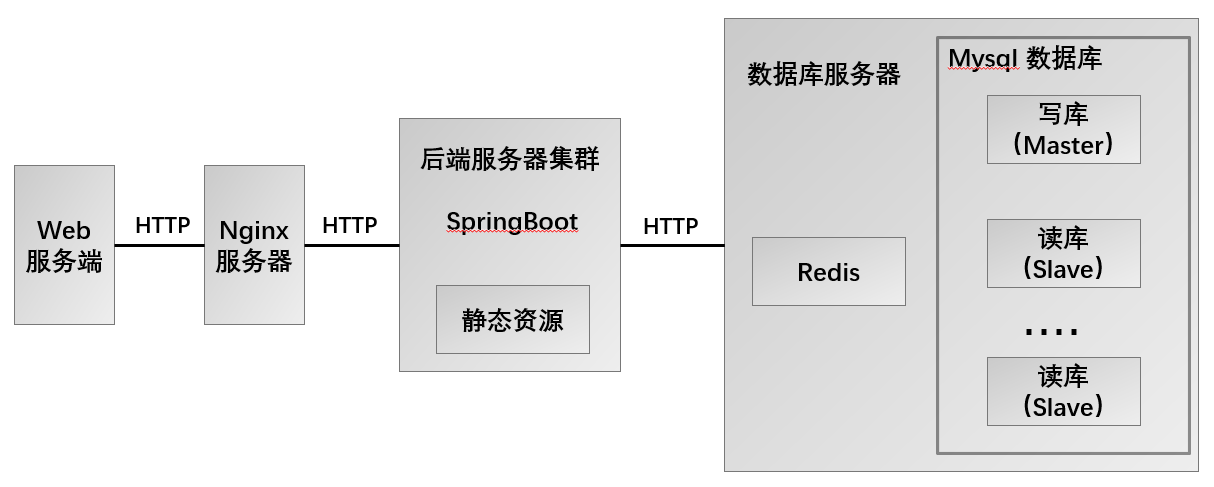 Web
服务端
HTTP
Nginx
服务器
HTTP
后端服务器集群
SpringBoot
静态资源
HTTP
数据库服务器
Redis
Mysql 数据库
写库
（Master）
读库
（Slave）
....
读库
（Slave）